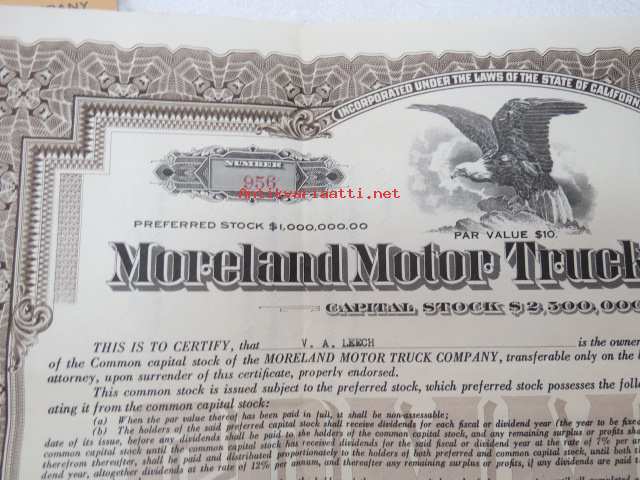 MPANY
INCORPORATED UNDER THE LAWS OF THE STATE OF CALIFORNIA
NUMBER
956
Antikvariaatti.net
PREFERRED STOCK $1,000,000.00
PAR VALUE $10.
Moreland Motor Truck
CAPITAL STOCK $2,500,000
THIS IS TO CERTIFY, that V. A. LEECH is the owner
of the Common capital stock of the MORELAND MOTOR TRUCK COMPANY, transferable only on the
attorney, upon surrender of this certificate, properly endorsed.
This common stock is issued subject to the preferred stock, which preferred stock possesses the follo
ating it from the common capital stock:
(a) When the par value thereof has been paid in full, it shall be non-assessable;
(b) The holders of the said preferred capital stock shall receive dividends for each fiscal or dividend year (the year to be fixe
date of its issue, before any dividends shall be paid to the holders of the common capital stock, and any remaining surplus or profits sha
common capital stock until the common capital stock has received dividends for the said fiscal or dividend year at the rate of 7% per an
therefrom thereafter, shall be paid and distributed proportionately to the holders of both preferred and common capital stock, until both th
dend year, altogether dividends at the rate of 12% per annum, and thereafter any remaining surplus or profits, if any dividends are paid t